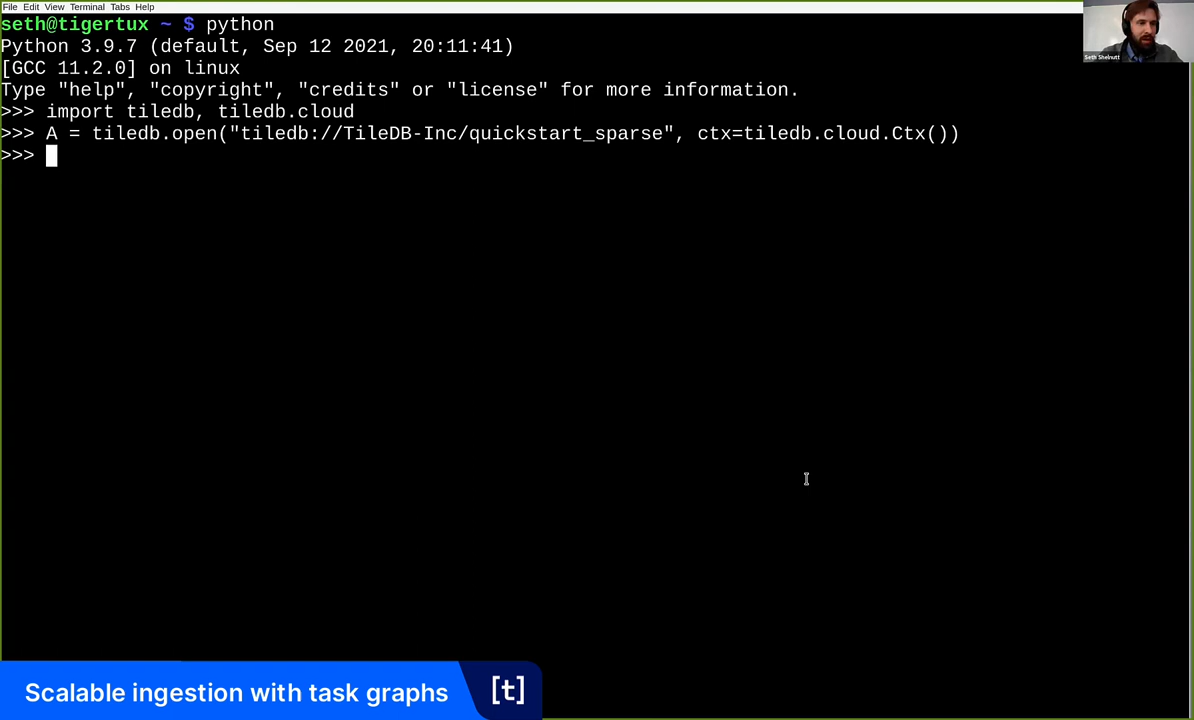 File Edit View Terminal Tabs Help
seth@tigertux ~ $ python
Python 3.9.7 (default, Sep 12 2021, 20:11:41)
[GCC 11.2.0] on linux
Type "help", "copyright", "credits" or "license" for more information.
>>> import tiledb, tiledb.cloud
>>> A = tiledb.open("tiledb://TileDB-Inc/quickstart_sparse", ctx=tiledb.cloud.Ctx())
>>>
Seth Shelnutt
Scalable ingestion with task graphs
[t]